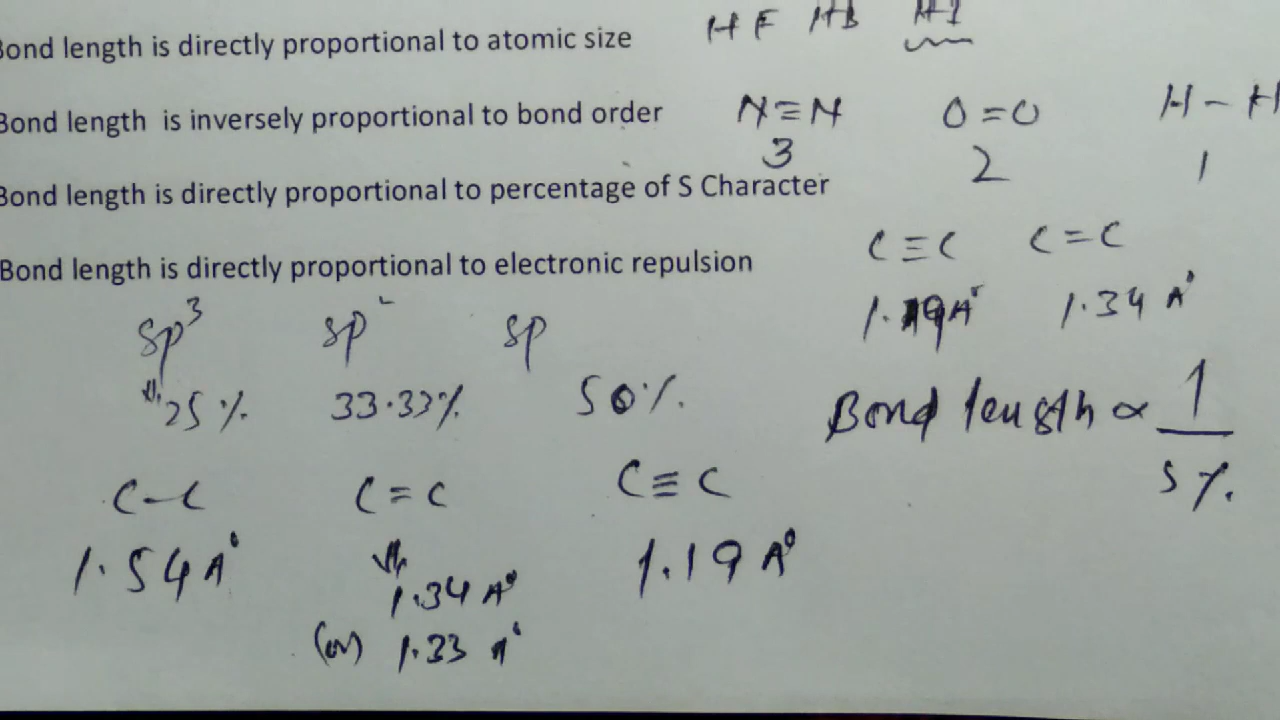 Bond length is directly proportional to atomic size HF HB HI
Bond length is inversely proportional to bond order N≡N O=O H-H
3 2 1
Bond length is directly proportional to percentage of S Character
C≡C C=C
Bond length is directly proportional to electronic repulsion
1.19A° 1.34 A°
sp³ sp² sp
25% 33.33% 50%.
Bond length ∝ 1
S%.
C-C C=C C≡C
1.54A° 1.34 A° 1.19 A°
(or) 1.33 A°